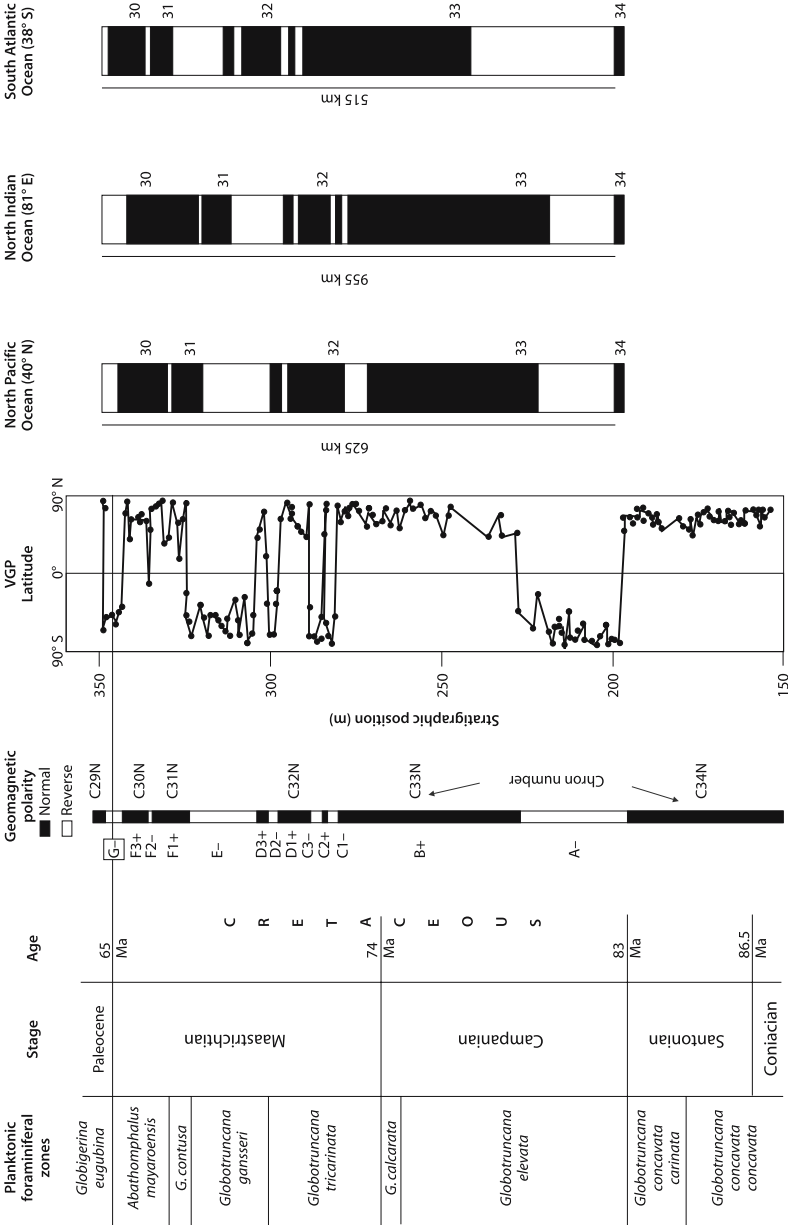 South Atlantic
Ocean (38° S)
30
31
32
33
34
515 km
North Indian
Ocean (81° E)
30
31
32
33
34
955 km
North Pacific
Ocean (40° N)
30
31
32
33
34
625 km
VGP
Latitude
90° N
0°
90° S
350
300
250
200
150
Stratigraphic position (m)
Geomagnetic
polarity
Normal
Reverse
C29N
C30N
C31N
C32N
C33N
C34N
Chron number
G–
F3+
F2–
F1+
E–
D3+
D2–
D1+
C3–
C2+
C1–
B+
A–
Age
65
Ma
74
Ma
83
Ma
86.5
Ma
CRETACEOUS
Stage
Paleocene
Maastrichtian
Campanian
Santonian
Coniacian
Planktonic
foraminiferal
zones
Globigerina
eugubina
Abathomphalus
mayaroensis
G. contusa
Globotruncana
gansseri
Globotruncana
tricarinata
G. calcarata
Globotruncana
elevata
Globotruncana
concavata
carinata
Globotruncana
concavata
concavata